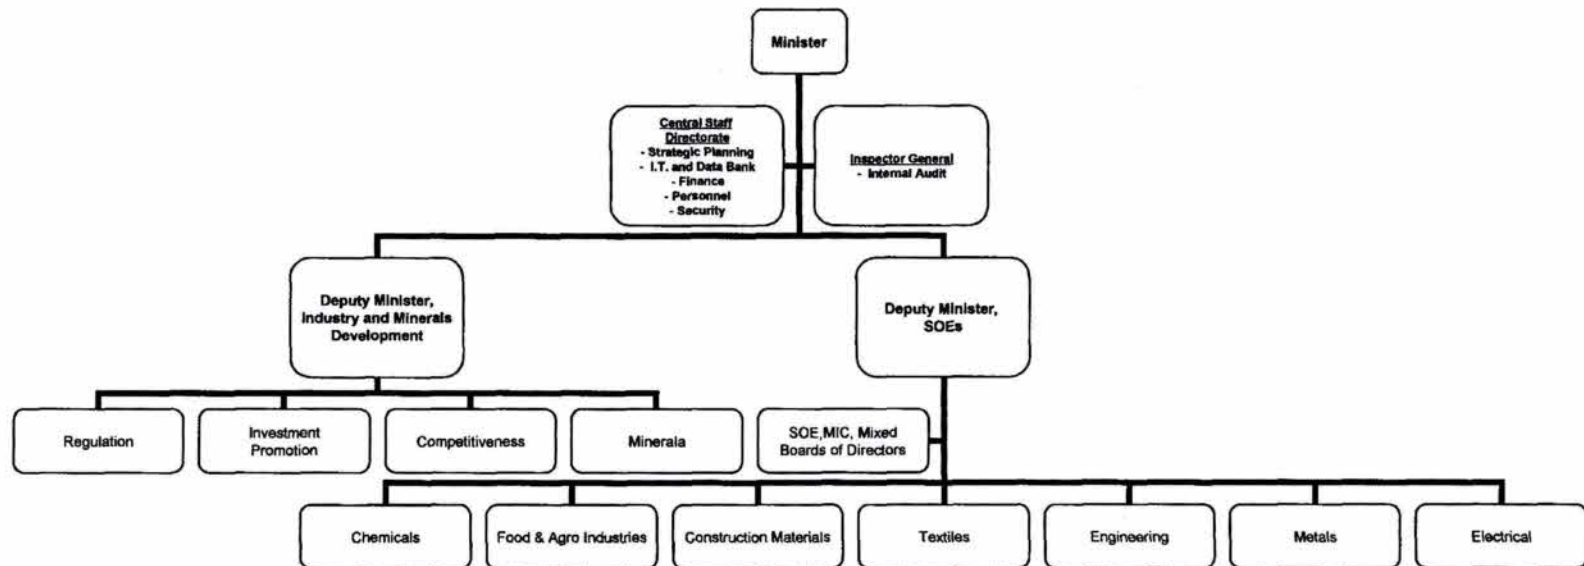 Minister
Central Staff
Directorate
- Strategic Planning
- I.T. and Data Bank
- Finance
- Personnel
- Security
Inspector General
- Internal Audit
Deputy Minister,
Industry and Minerals
Development
Deputy Minister,
SOEs
Regulation
Investment
Promotion
Competitiveness
Minerala
SOE,MIC, Mixed
Boards of Directors
Chemicals
Food & Agro Industries
Construction Materials
Textiles
Engineering
Metals
Electrical